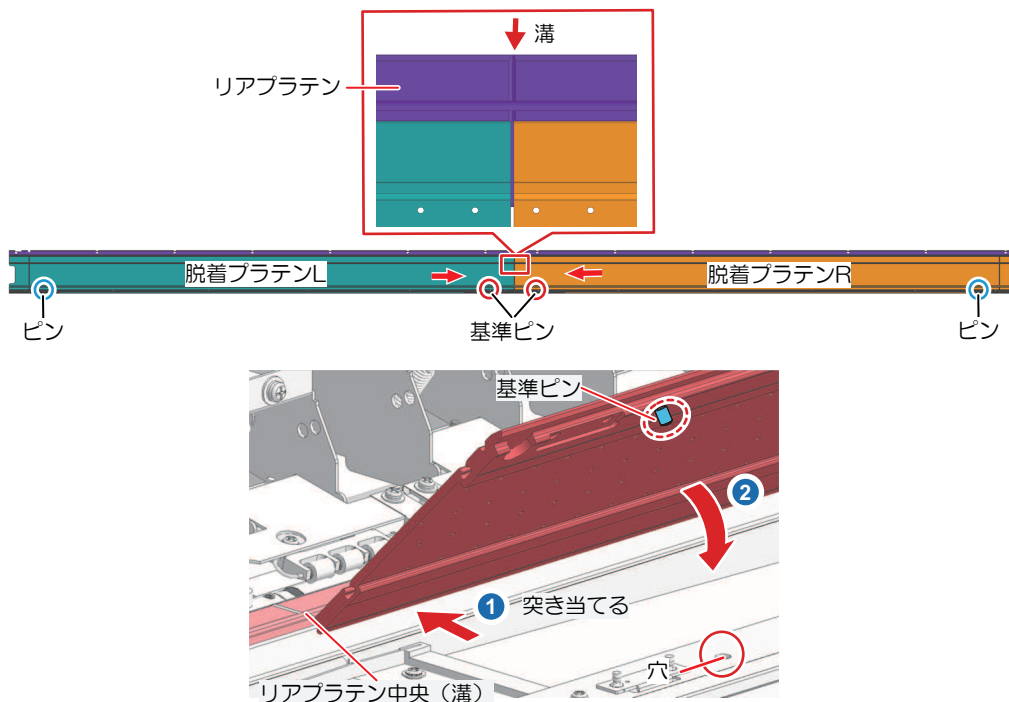 溝
リアプラテン
脱着プラテンL
脱着プラテンR
ピン
基準ピン
ピン
基準ピン
2
1 突き当てる
穴
リアプラテン中央（溝）